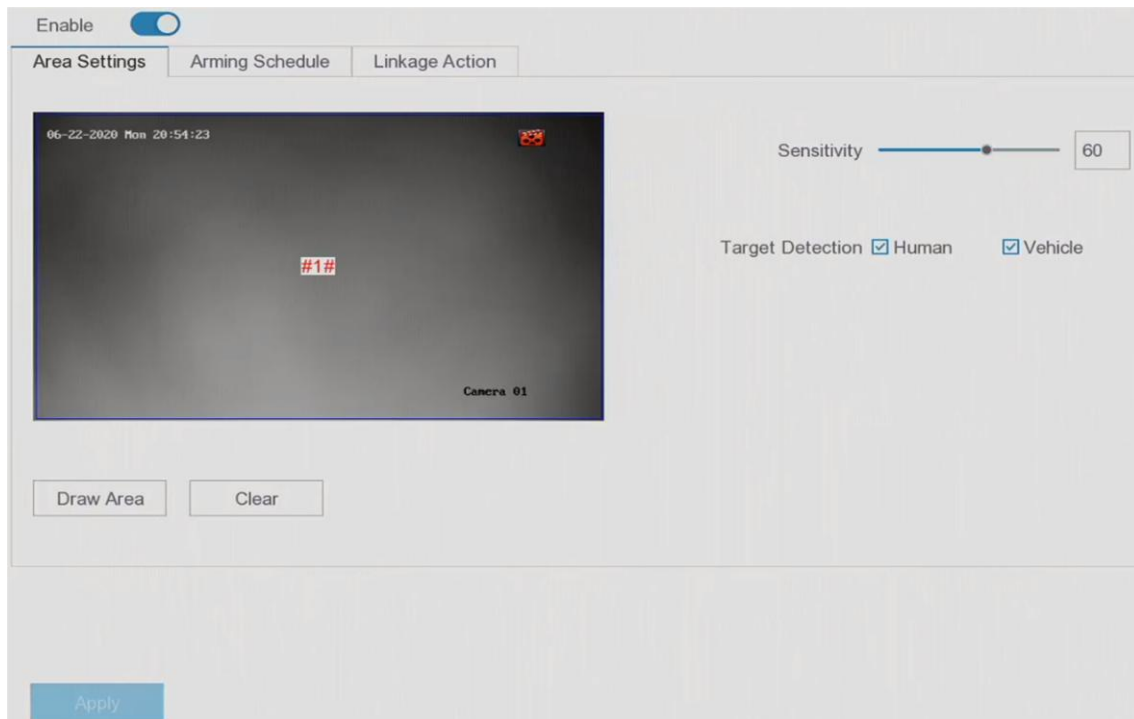 Enable
Area Settings
Arming Schedule
Linkage Action
06-22-2020 Mon 20:54:23
#1#
Camera 01
Sensitivity
60
Target Detection
Human
Vehicle
Draw Area
Clear
Apply